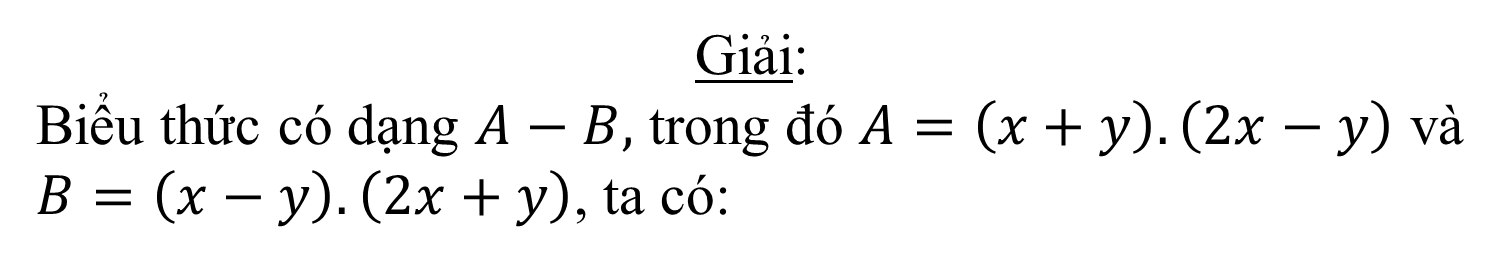 Giải:
Biểu thức có dạng A − B, trong đó A = (x + y). (2x − y) và
B = (x − y). (2x + y), ta có: